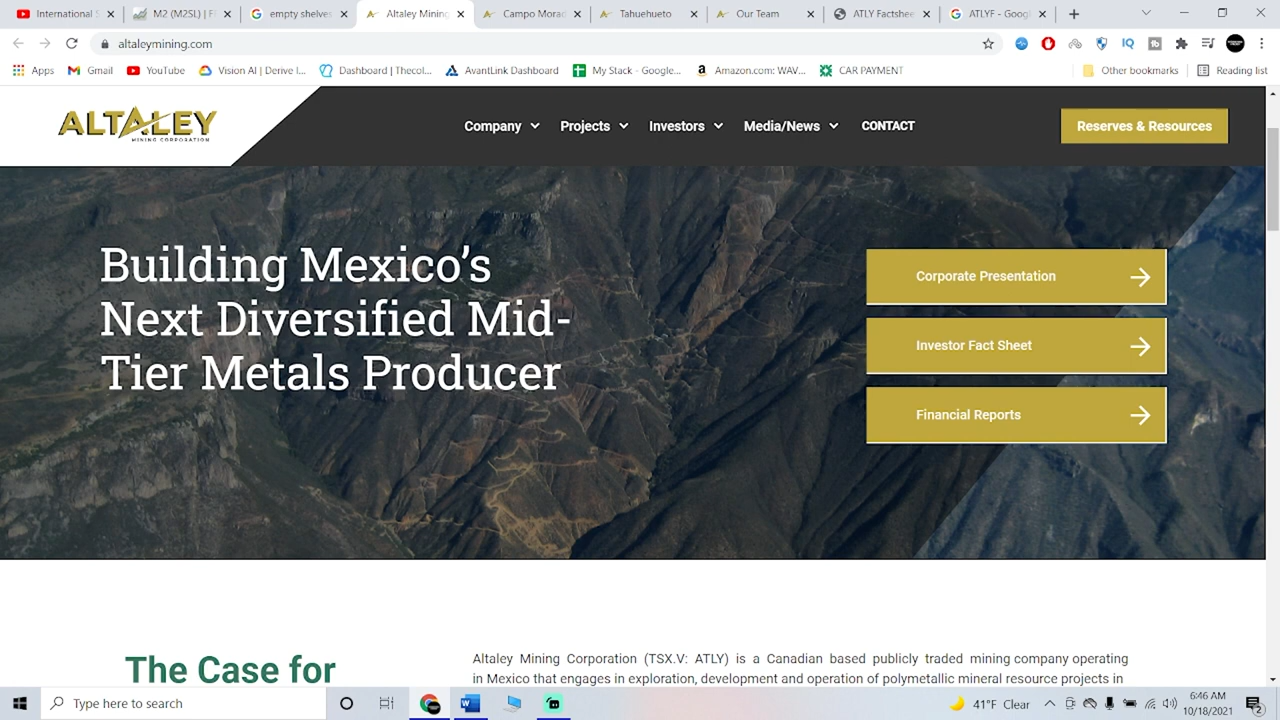 International S
M2 (M2SL) | F
empty shelves
Altaley Mining
Campo Morad
Tahuehueto
Our Team
ATLY Factshee
ATLYF - Goog
altaleymining.com
Apps
Gmail
YouTube
Vision AI | Derive I...
Dashboard | Thecol...
AvantLink Dashboard
My Stack - Google...
Amazon.com: WAV...
CAR PAYMENT
Other bookmarks
Reading list
ALTALEY
MINING CORPORATION
Company
Projects
Investors
Media/News
CONTACT
Reserves & Resources
Building Mexico's
Next Diversified Mid-
Tier Metals Producer
Corporate Presentation
Investor Fact Sheet
Financial Reports
The Case for
Altaley Mining Corporation (TSX.V: ATLY) is a Canadian based publicly traded mining company operating
in Mexico that engages in exploration, development and operation of polymetallic mineral resource projects in
Type here to search
41°F Clear
6:46 AM
10/18/2021
2